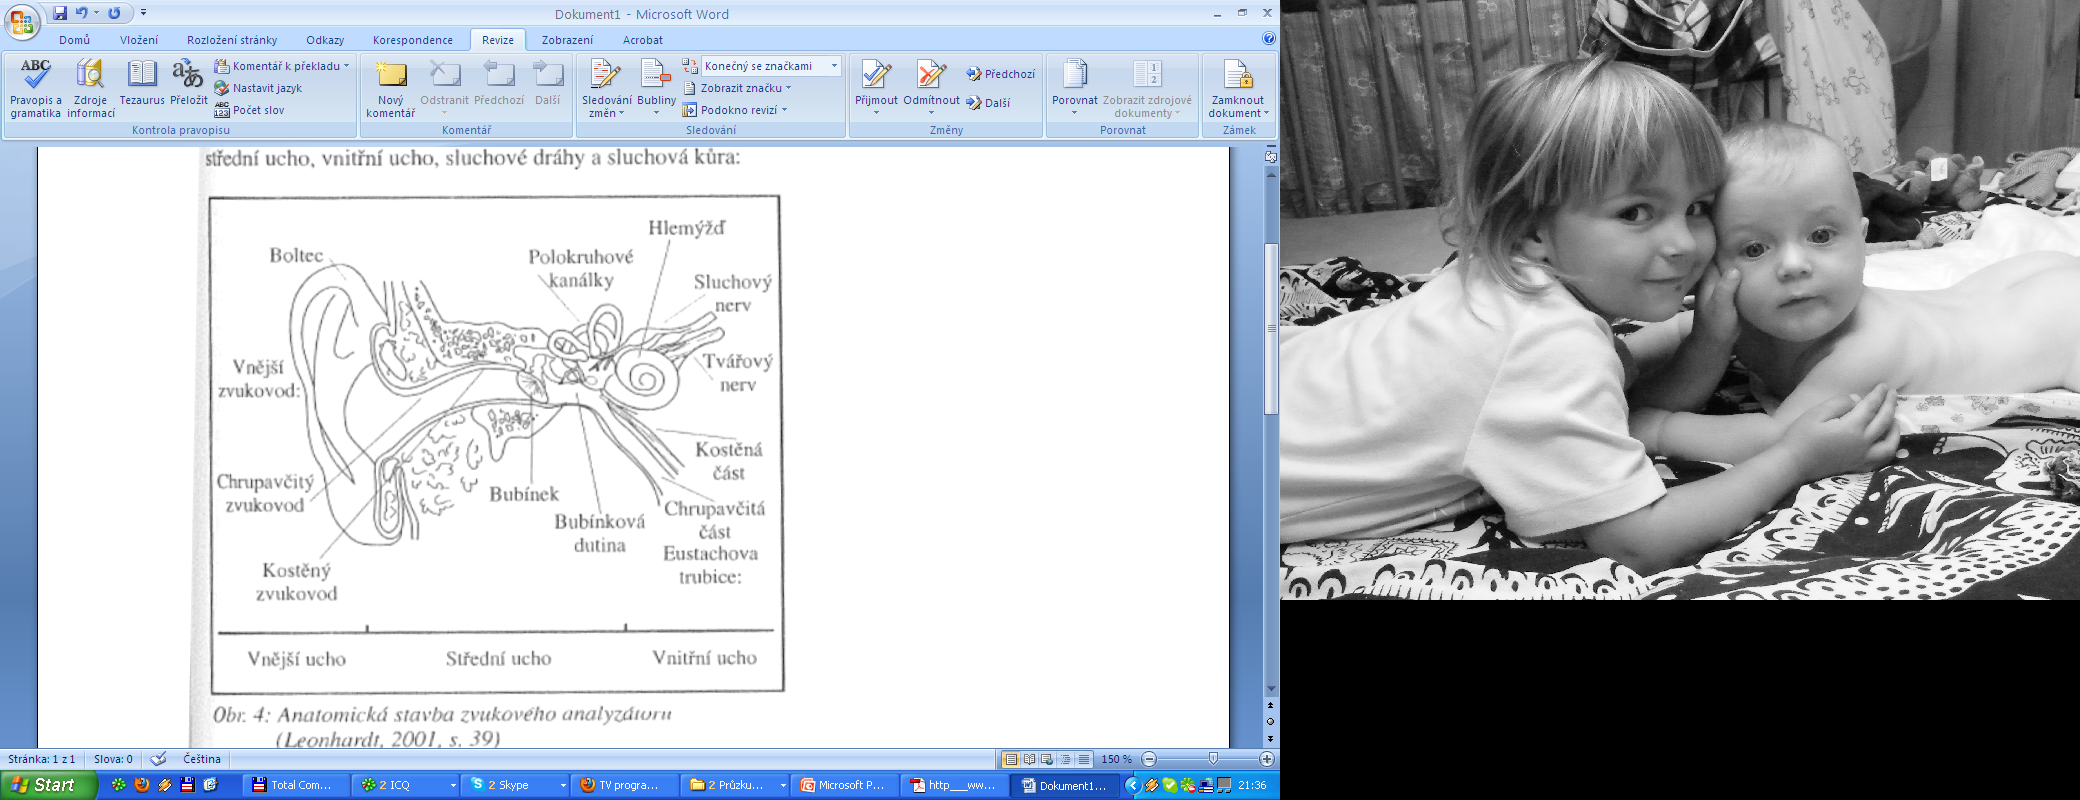 Dokument1 - Microsoft Word
Domů Vložení Rozložení stránky Odkazy Korespondence Revize Zobrazení Acrobat
ABC
Pravopis a
gramatika
Zdroje
informací
Tezaurus
Přeložit
Komentář k překladu
Nastavit jazyk
ABC
123
Počet slov
Kontrola pravopisu
Nový
komentář
Odstranit
Předchozí
Další
Komentář
Sledování
změn
Bubliny
Konečný se značkami
Zobrazit značku
Podokno revizí
Sledování
Přijmout
Odmítnout
Předchozí
Další
Změny
Porovnat
1
2
Zobrazit zdrojové
dokumenty
Porovnat
Zamknout
dokument
Zámek
střední ucho, vnitřní ucho, sluchové dráhy a sluchová kůra:
Hlemýžď
Boltec
Polokruhové
kanálky
Sluchový
nerv
Vnější
zvukovod:
Tvářový
nerv
Kostěná
část
Chrupavčitý
zvukovod
Bubínek
Bubínková
dutina
Chrupavčitá
část
Eustachova
trubice:
Kostěný
zvukovod
Vnější ucho Střední ucho Vnitřní ucho
Obr. 4: Anatomická stavba zvukového analyzátoru
(Leonhardt, 2001, s. 39)
Stránka: 1 z 1 Slova: 0 Čeština 150 %
Start Total Com... 2 ICQ 2 Skype TV progra... 2 Průzku... Microsoft P... http___ww... Dokument1... 21:36